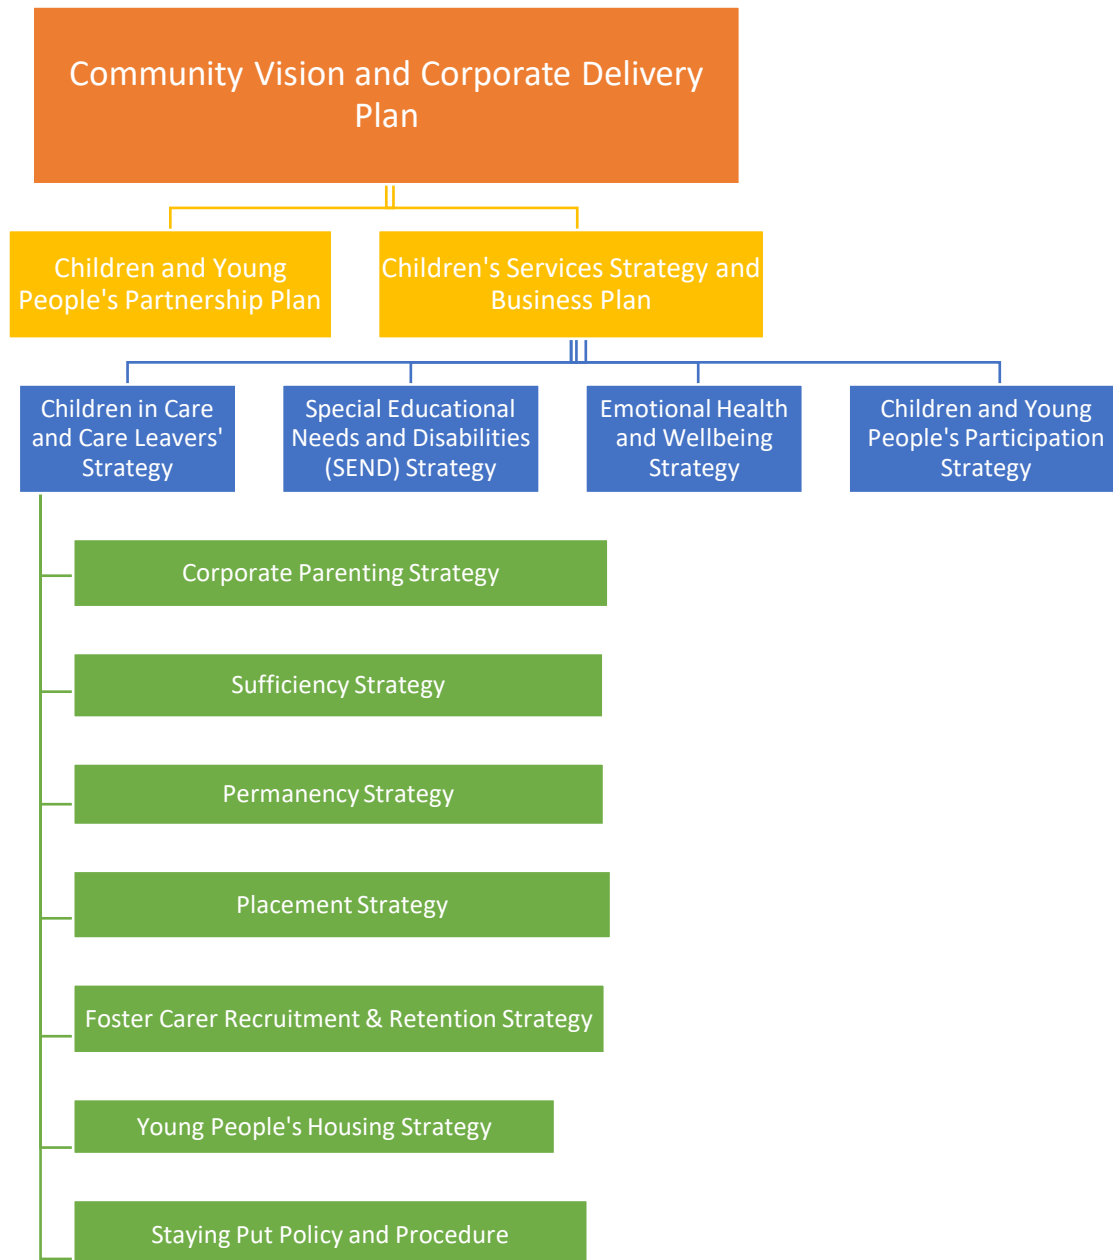 Community Vision and Corporate Delivery
Plan
Children and Young
People's Partnership Plan
Children's Services Strategy and
Business Plan
Children in Care
and Care Leavers'
Strategy
Special Educational
Needs and Disabilities
(SEND) Strategy
Emotional Health
and Wellbeing
Strategy
Children and Young
People's Participation
Strategy
Corporate Parenting Strategy
Sufficiency Strategy
Permanency Strategy
Placement Strategy
Foster Carer Recruitment & Retention Strategy
Young People's Housing Strategy
Staying Put Policy and Procedure